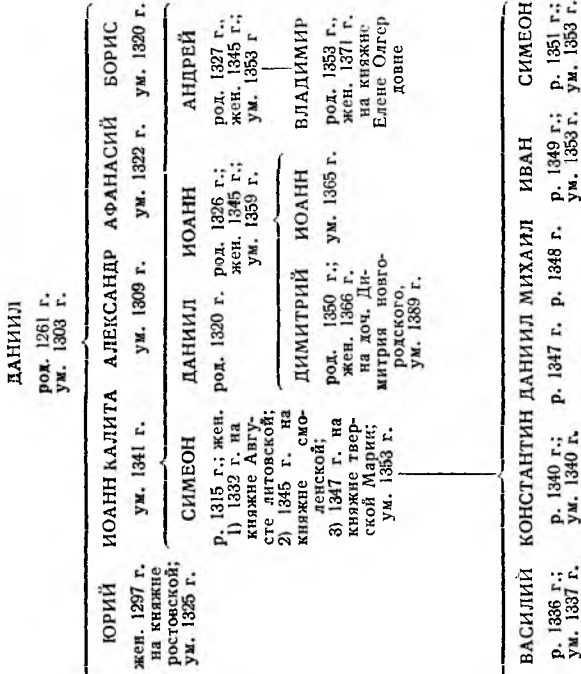 ДАНИИЛ
род. 1261 г.
ум. 1303 г.
ЮРИЙ
жен. 1297 г.
на княжне
ростовской;
ум. 1325 г.
ИОАНН КАЛИТА
ум. 1341 г.
АЛЕКСАНДР
ум. 1309 г.
АФАНАСИЙ
ум. 1322 г.
БОРИС
ум. 1320 г.
СИМЕОН
р. 1315 г.; жен.
1) 1332 г. на
княжне Авгу-
сте литовской;
2) 1345 г. на
княжне смо-
ленской;
3) 1347 г. на
княжне твер-
ской Марии;
ум. 1353 г.
ДАНИИЛ
род. 1320 г.
ИОАНН
род. 1326 г.;
жен. 1345 г.;
ум. 1359 г.
АНДРЕЙ
род. 1327 г.,
жен. 1345 г.;
ум. 1353 г
ДИМИТРИЙ
род. 1350 г.;
жен. 1366 г.
на доч. Ди-
митрия новго-
родского,
ум. 1389 г.
ИОАНН
ум. 1365 г.
ВЛАДИМИР
род. 1353 г.,
жен. 1371 г.
на княжне
Елене Олгер
довне
ВАСИЛИЙ
р. 1336 г.;
ум. 1337 г.
КОНСТАНТИН
р. 1340 г.;
ум. 1340 г.
ДАНИИЛ
р. 1347 г.
МИХАИЛ
р. 1348 г.
ИВАН
р. 1349 г.;
ум. 1353 г.
СИМЕОН
р. 1351 г.;
ум. 1353 г.